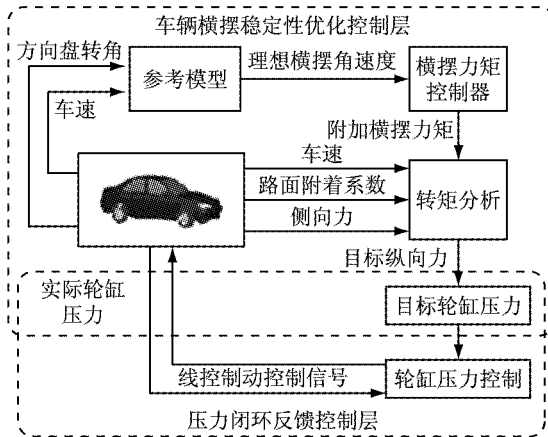 车辆横摆稳定性优化控制层
方向盘转角
参考模型
理想横摆角速度
横摆力矩
控制器
车速
附加横摆力矩
车速
路面附着系数
侧向力
转矩分析
目标纵向力
实际轮缸
压力
目标轮缸压力
线控制动控制信号
轮缸压力控制
压力闭环反馈控制层